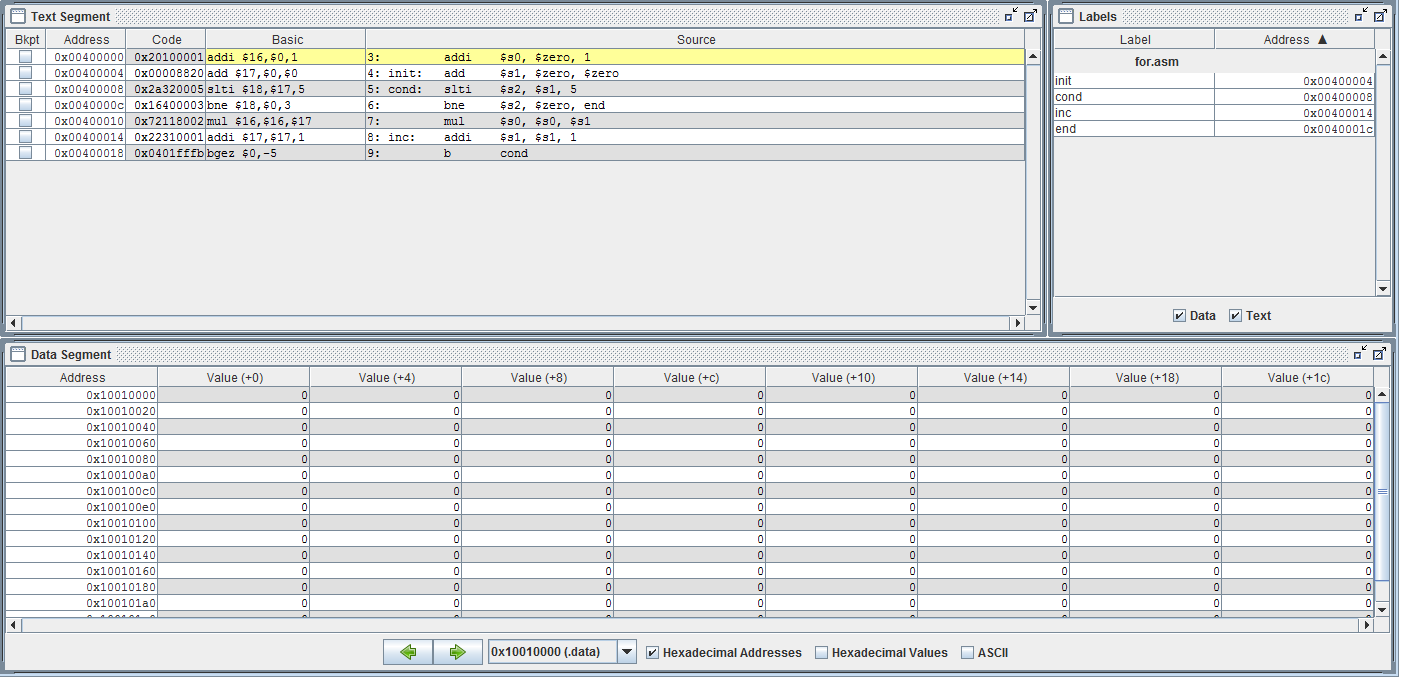 Text Segment
Bkpt Address Code Basic Source
0x00400000 0x20100001 addi $16,$0,1 3: addi $s0, $zero, 1
0x00400004 0x00008820 add $17,$0,$0 4: init: add $s1, $zero, $zero
0x00400008 0x2a320005 slti $18,$17,5 5: cond: slti $s2, $s1, 5
0x0040000c 0x16400003 bne $18,$0,3 6: bne $s2, $zero, end
0x00400010 0x72118002 mul $16,$16,$17 7: mul $s0, $s0, $s1
0x00400014 0x22310001 addi $17,$17,1 8: inc: addi $s1, $s1, 1
0x00400018 0x0401fffb bgez $0,-5 9: b cond
Labels
Label Address ▲
for.asm
init 0x00400004
cond 0x00400008
inc 0x00400014
end 0x0040001c
Data Text
Data Segment
Address Value (+0) Value (+4) Value (+8) Value (+c) Value (+10) Value (+14) Value (+18) Value (+1c)
0x10010000 0 0 0 0 0 0 0 0
0x10010020 0 0 0 0 0 0 0 0
0x10010040 0 0 0 0 0 0 0 0
0x10010060 0 0 0 0 0 0 0 0
0x10010080 0 0 0 0 0 0 0 0
0x100100a0 0 0 0 0 0 0 0 0
0x100100c0 0 0 0 0 0 0 0 0
0x100100e0 0 0 0 0 0 0 0 0
0x10010100 0 0 0 0 0 0 0 0
0x10010120 0 0 0 0 0 0 0 0
0x10010140 0 0 0 0 0 0 0 0
0x10010160 0 0 0 0 0 0 0 0
0x10010180 0 0 0 0 0 0 0 0
0x100101a0 0 0 0 0 0 0 0 0
0x10010000 (.data) Hexadecimal Addresses Hexadecimal Values ASCII